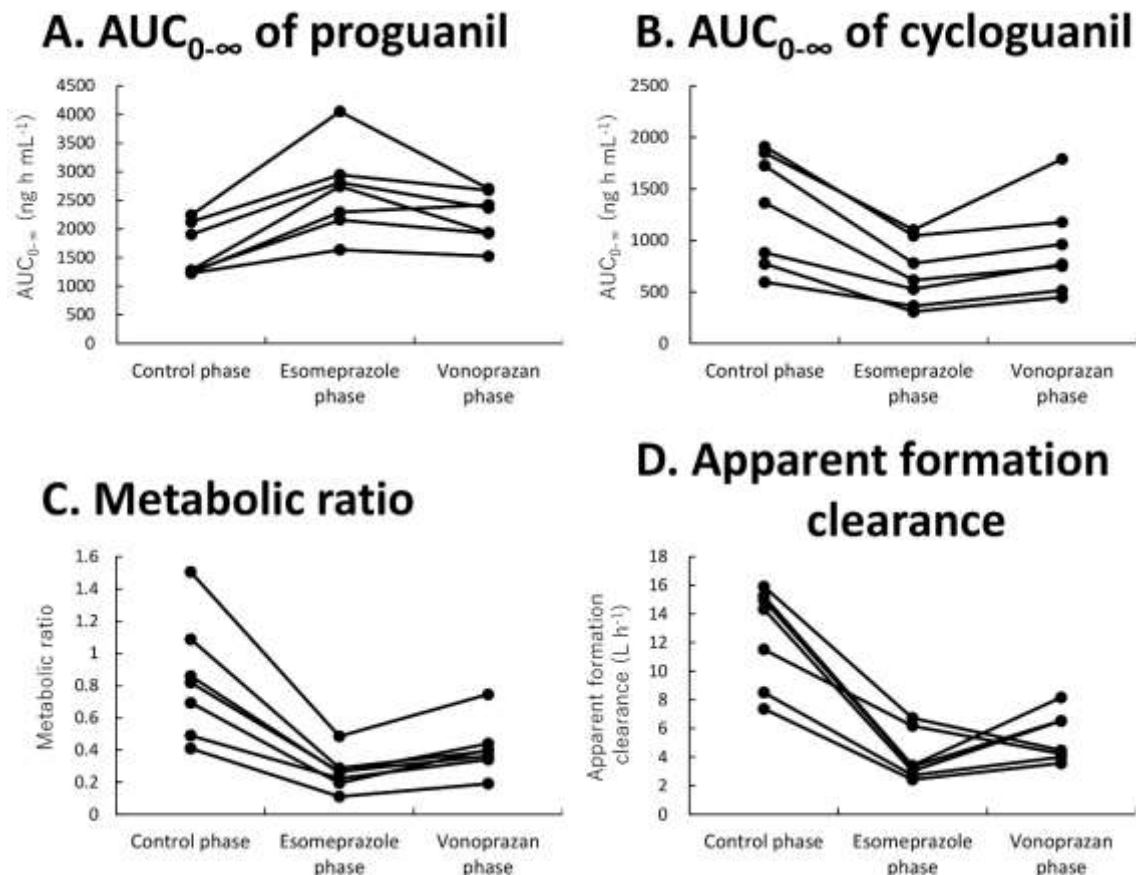 A. AUC₀₋∞ of proguanil
AUC₀₋∞ (ng h mL⁻¹)
4500
4000
3500
3000
2500
2000
1500
1000
500
0
Control phase
Esomeprazole
phase
Vonoprazan
phase
B. AUC₀₋∞ of cycloguanil
AUC₀₋∞ (ng h mL⁻¹)
2500
2000
1500
1000
500
0
Control phase
Esomeprazole
phase
Vonoprazan
phase
C. Metabolic ratio
Metabolic ratio
1.6
1.4
1.2
1
0.8
0.6
0.4
0.2
0
Control phase
Esomeprazole
phase
Vonoprazan
phase
D. Apparent formation
clearance
Apparent formation
clearance (L h⁻¹)
18
16
14
12
10
8
6
4
2
0
Control phase
Esomeprazole
phase
Vonoprazan
phase